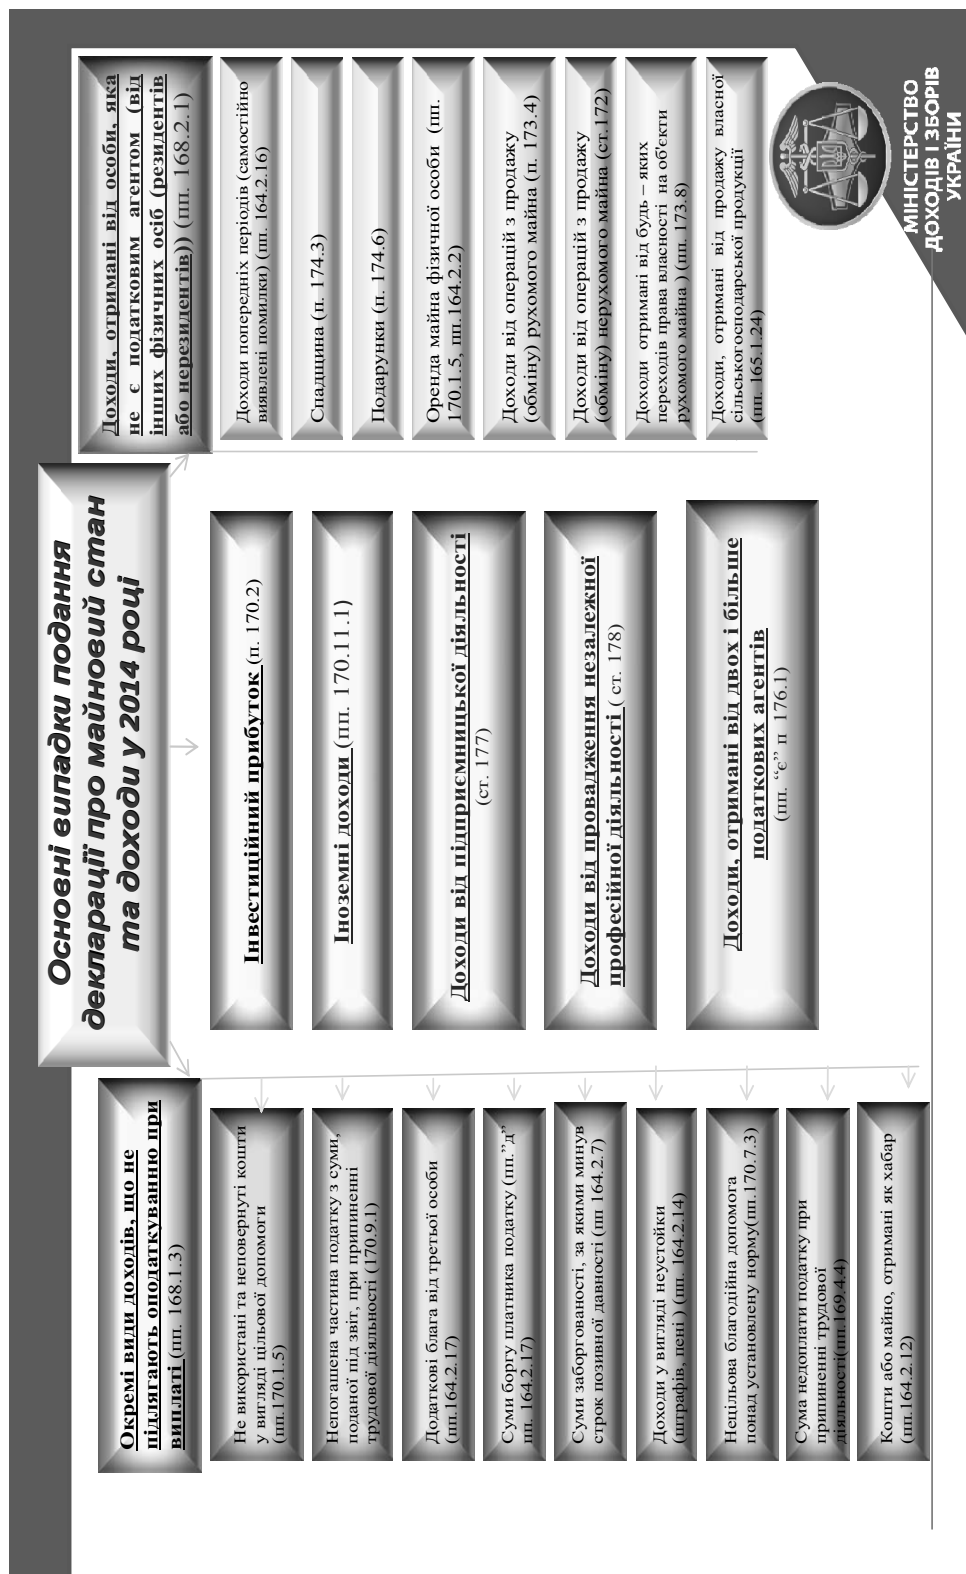 Основні випадки подання
декларації про майновий стан
та доходи у 2014 році
Окремі види доходів, що не
підлягають оподаткуванню при
виплаті (пп. 168.1.3)
Не використані та неповернуті кошти
у вигляді цільової допомоги
(пп.170.1.5)
Непогашена частина податку з суми,
поданої під звіт, при припиненні
трудової діяльності (170.9.1)
Додаткові блага від третьої особи
(пп.164.2.17)
Суми боргу платника податку (пп.”д”
пп. 164.2.17)
Суми заборгованості, за якими минув
строк позивної давності (пп 164.2.7)
Доходи у вигляді неустойки
(штрафів, пені ) (пп. 164.2.14)
Нецільова благодійна допомога
понад установлену норму(пп.170.7.3)
Сума недоплати податку при
припиненні трудової
діяльності(пп.169.4.4)
Кошти або майно, отримані як хабар
(пп.164.2.12)
Інвестиційний прибуток (п. 170.2)
Іноземні доходи (пп. 170.11.1)
Доходи від підприємницької діяльності
(ст. 177)
Доходи від провадження незалежної
професійної діяльності ( ст. 178)
Доходи, отримані від двох і більше
податкових агентів
(пп. “є” п 176.1)
Доходи, отримані від особи, яка
не є податковим агентом (від
інших фізичних осіб (резидентів
або нерезидентів)) (пп. 168.2.1)
Доходи попередніх періодів (самостійно
виявлені помилки) (пп. 164.2.16)
Спадщина (п. 174.3)
Подарунки (п. 174.6)
Оренда майна фізичної особи (пп.
170.1.5, пп.164.2.2)
Доходи від операцій з продажу
(обміну) рухомого майна (п. 173.4)
Доходи від операцій з продажу
(обміну) нерухомого майна (ст.172)
Доходи отримані від будь – яких
переходів права власності на об'єкти
рухомого майна ) (пп. 173.8)
Доходи, отримані від продажу власної
сільськогосподарської продукції
(пп. 165.1.24)
МІНІСТЕРСТВО
ДОХОДІВ І ЗБОРІВ
УКРАЇНИ